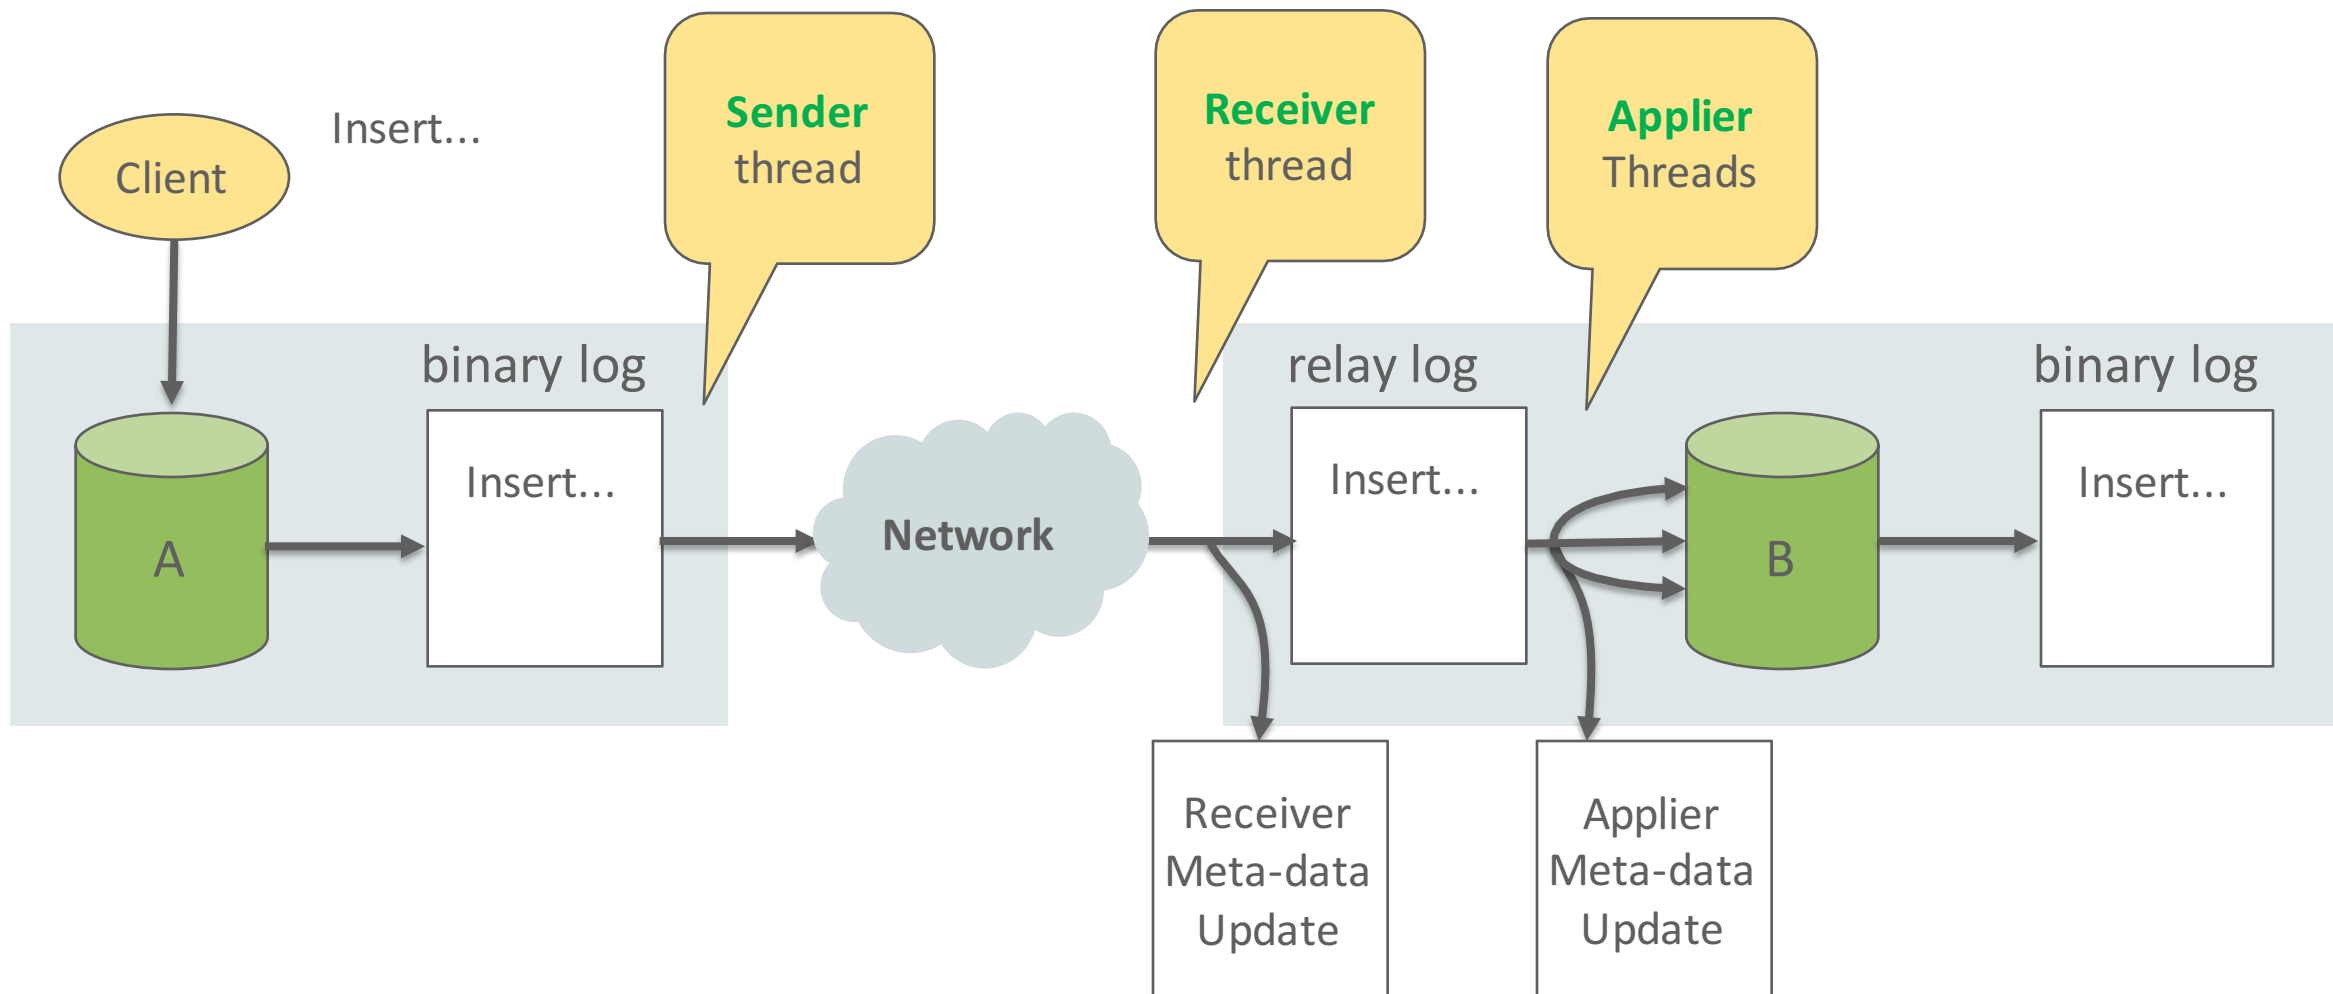 Sender
thread
Receiver
thread
Applier
Threads
Insert...
Client
binary log
relay log
binary log
Insert...
Insert...
Insert...
Network
A
B
Receiver
Meta-data
Update
Applier
Meta-data
Update